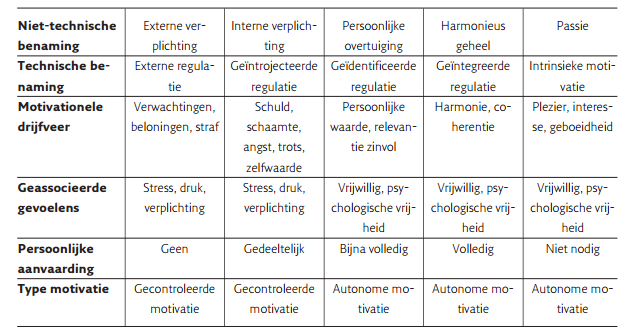 Niet-technische benaming Externe ver- Interne verplich- Persoonlijke Harmonieus Passie
plichting ting overtuiging geheel
Technische be- Externe regula- Geïntrojecteerde Geïdentificeerde Geïntegreerde Intrinsieke moti-
naming tie regulatie regulatie regulatie vatie
Motivationele Verwachtingen, Schuld, Persoonlijke Harmonie, co- Plezier, interes-
drijfveer beloningen, straf schaamte, waarde, relevan- herentie se, geboeidheid
angst, trots, tie zinvol
zelfwaarde
Geassocieerde Stress, druk, Stress, druk, Vrijwillig, psy- Vrijwillig, psy- Vrijwillig, psy-
gevoelens verplichting verplichting chologische vrij- chologische vrij- chologische vrij-
heid heid heid
Persoonlijke Geen Gedeeltelijk Bijna volledig Volledig Niet nodig
aanvaarding
Type motivatie Gecontroleerde Gecontroleerde Autonome mo- Autonome mo- Autonome mo-
motivatie motivatie tivatie tivatie tivatie